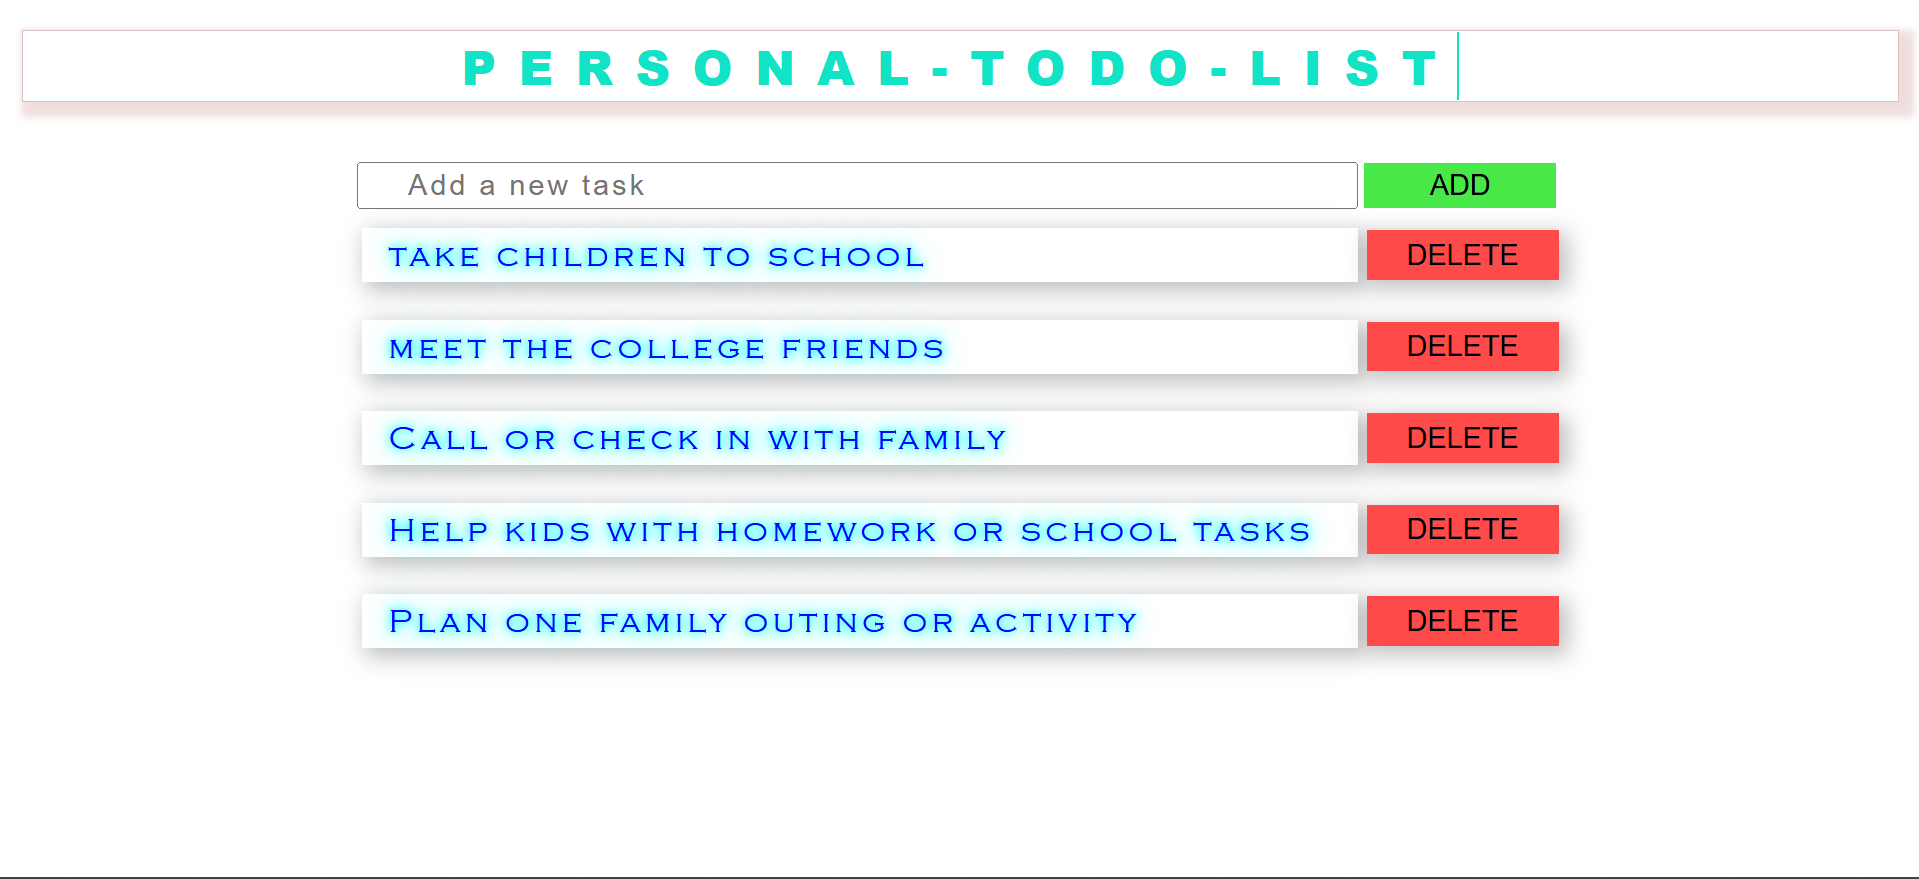 PERSONAL-TODO-LIST
Add a new task ADD
take children to school DELETE
meet the college friends DELETE
Call or check in with family DELETE
Help kids with homework or school tasks DELETE
Plan one family outing or activity DELETE